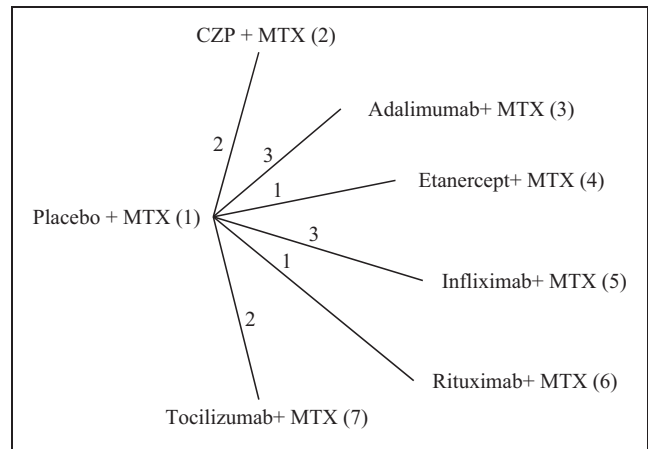 CZP + MTX (2)
Adalimumab+ MTX (3)
2
3
Etanercept+ MTX (4)
1
Placebo + MTX (1)
3
1
Infliximab+ MTX (5)
2
Rituximab+ MTX (6)
Tocilizumab+ MTX (7)